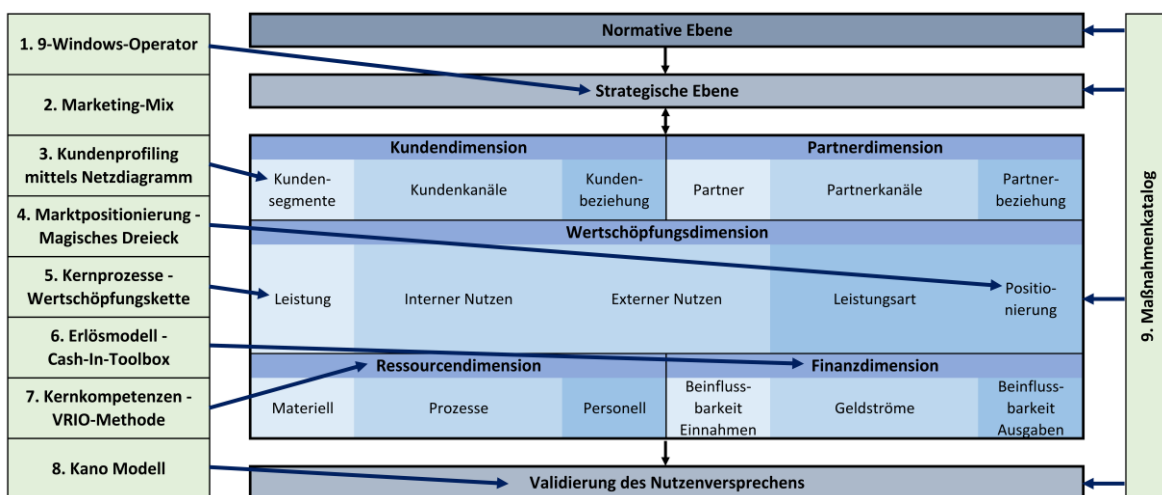 1. 9-Windows-Operator
2. Marketing-Mix
3. Kundenprofiling
mittels Netzdiagramm
4. Marktpositionierung -
Magisches Dreieck
5. Kernprozesse -
Wertschöpfungskette
6. Erlösmodell -
Cash-In-Toolbox
7. Kernkompetenzen -
VRIO-Methode
8. Kano Modell
Normative Ebene
Strategische Ebene
Kundendimension
Partnerdimension
Kunden-
segmente
Kundenkanäle
Kunden-
beziehung
Partner
Partnerkanäle
Partner-
beziehung
Wertschöpfungsdimension
Leistung
Interner Nutzen
Externer Nutzen
Leistungsart
Positio-
nierung
Ressourcendimension
Finanzdimension
Materiell
Prozesse
Personell
Beinfluss-
barkeit
Einnahmen
Geldströme
Beinfluss-
barkeit
Ausgaben
Validierung des Nutzenversprechens
9. Maßnahmenkatalog